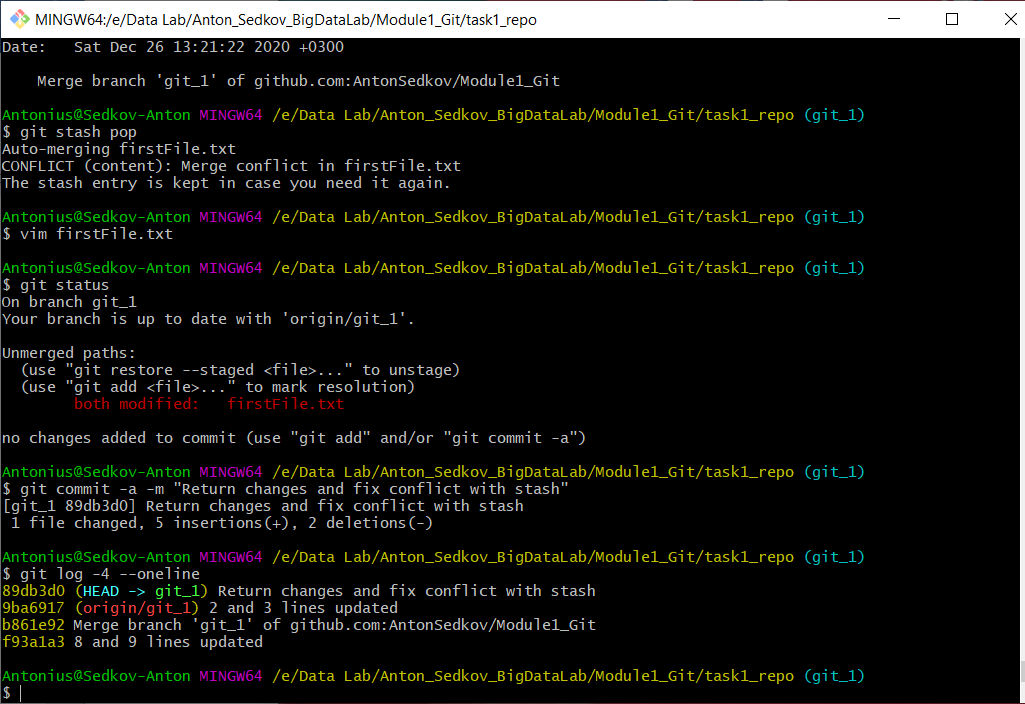 MINGW64:/e/Data Lab/Anton_Sedkov_BigDataLab/Module1_Git/task1_repo
Date:   Sat Dec 26 13:21:22 2020 +0300
    Merge branch 'git_1' of github.com:AntonSedkov/Module1_Git
Antonius@Sedkov-Anton MINGW64 /e/Data Lab/Anton_Sedkov_BigDataLab/Module1_Git/task1_repo (git_1)
$ git stash pop
Auto-merging firstFile.txt
CONFLICT (content): Merge conflict in firstFile.txt
The stash entry is kept in case you need it again.
Antonius@Sedkov-Anton MINGW64 /e/Data Lab/Anton_Sedkov_BigDataLab/Module1_Git/task1_repo (git_1)
$ vim firstFile.txt
Antonius@Sedkov-Anton MINGW64 /e/Data Lab/Anton_Sedkov_BigDataLab/Module1_Git/task1_repo (git_1)
$ git status
On branch git_1
Your branch is up to date with 'origin/git_1'.
Unmerged paths:
  (use "git restore --staged <file>..." to unstage)
  (use "git add <file>..." to mark resolution)
        both modified:   firstFile.txt
no changes added to commit (use "git add" and/or "git commit -a")
Antonius@Sedkov-Anton MINGW64 /e/Data Lab/Anton_Sedkov_BigDataLab/Module1_Git/task1_repo (git_1)
$ git commit -a -m "Return changes and fix conflict with stash"
[git_1 89db3d0] Return changes and fix conflict with stash
 1 file changed, 5 insertions(+), 2 deletions(-)
Antonius@Sedkov-Anton MINGW64 /e/Data Lab/Anton_Sedkov_BigDataLab/Module1_Git/task1_repo (git_1)
$ git log -4 --oneline
89db3d0 (HEAD -> git_1) Return changes and fix conflict with stash
9ba6917 (origin/git_1) 2 and 3 lines updated
b861e92 Merge branch 'git_1' of github.com:AntonSedkov/Module1_Git
f93a1a3 8 and 9 lines updated
Antonius@Sedkov-Anton MINGW64 /e/Data Lab/Anton_Sedkov_BigDataLab/Module1_Git/task1_repo (git_1)
$